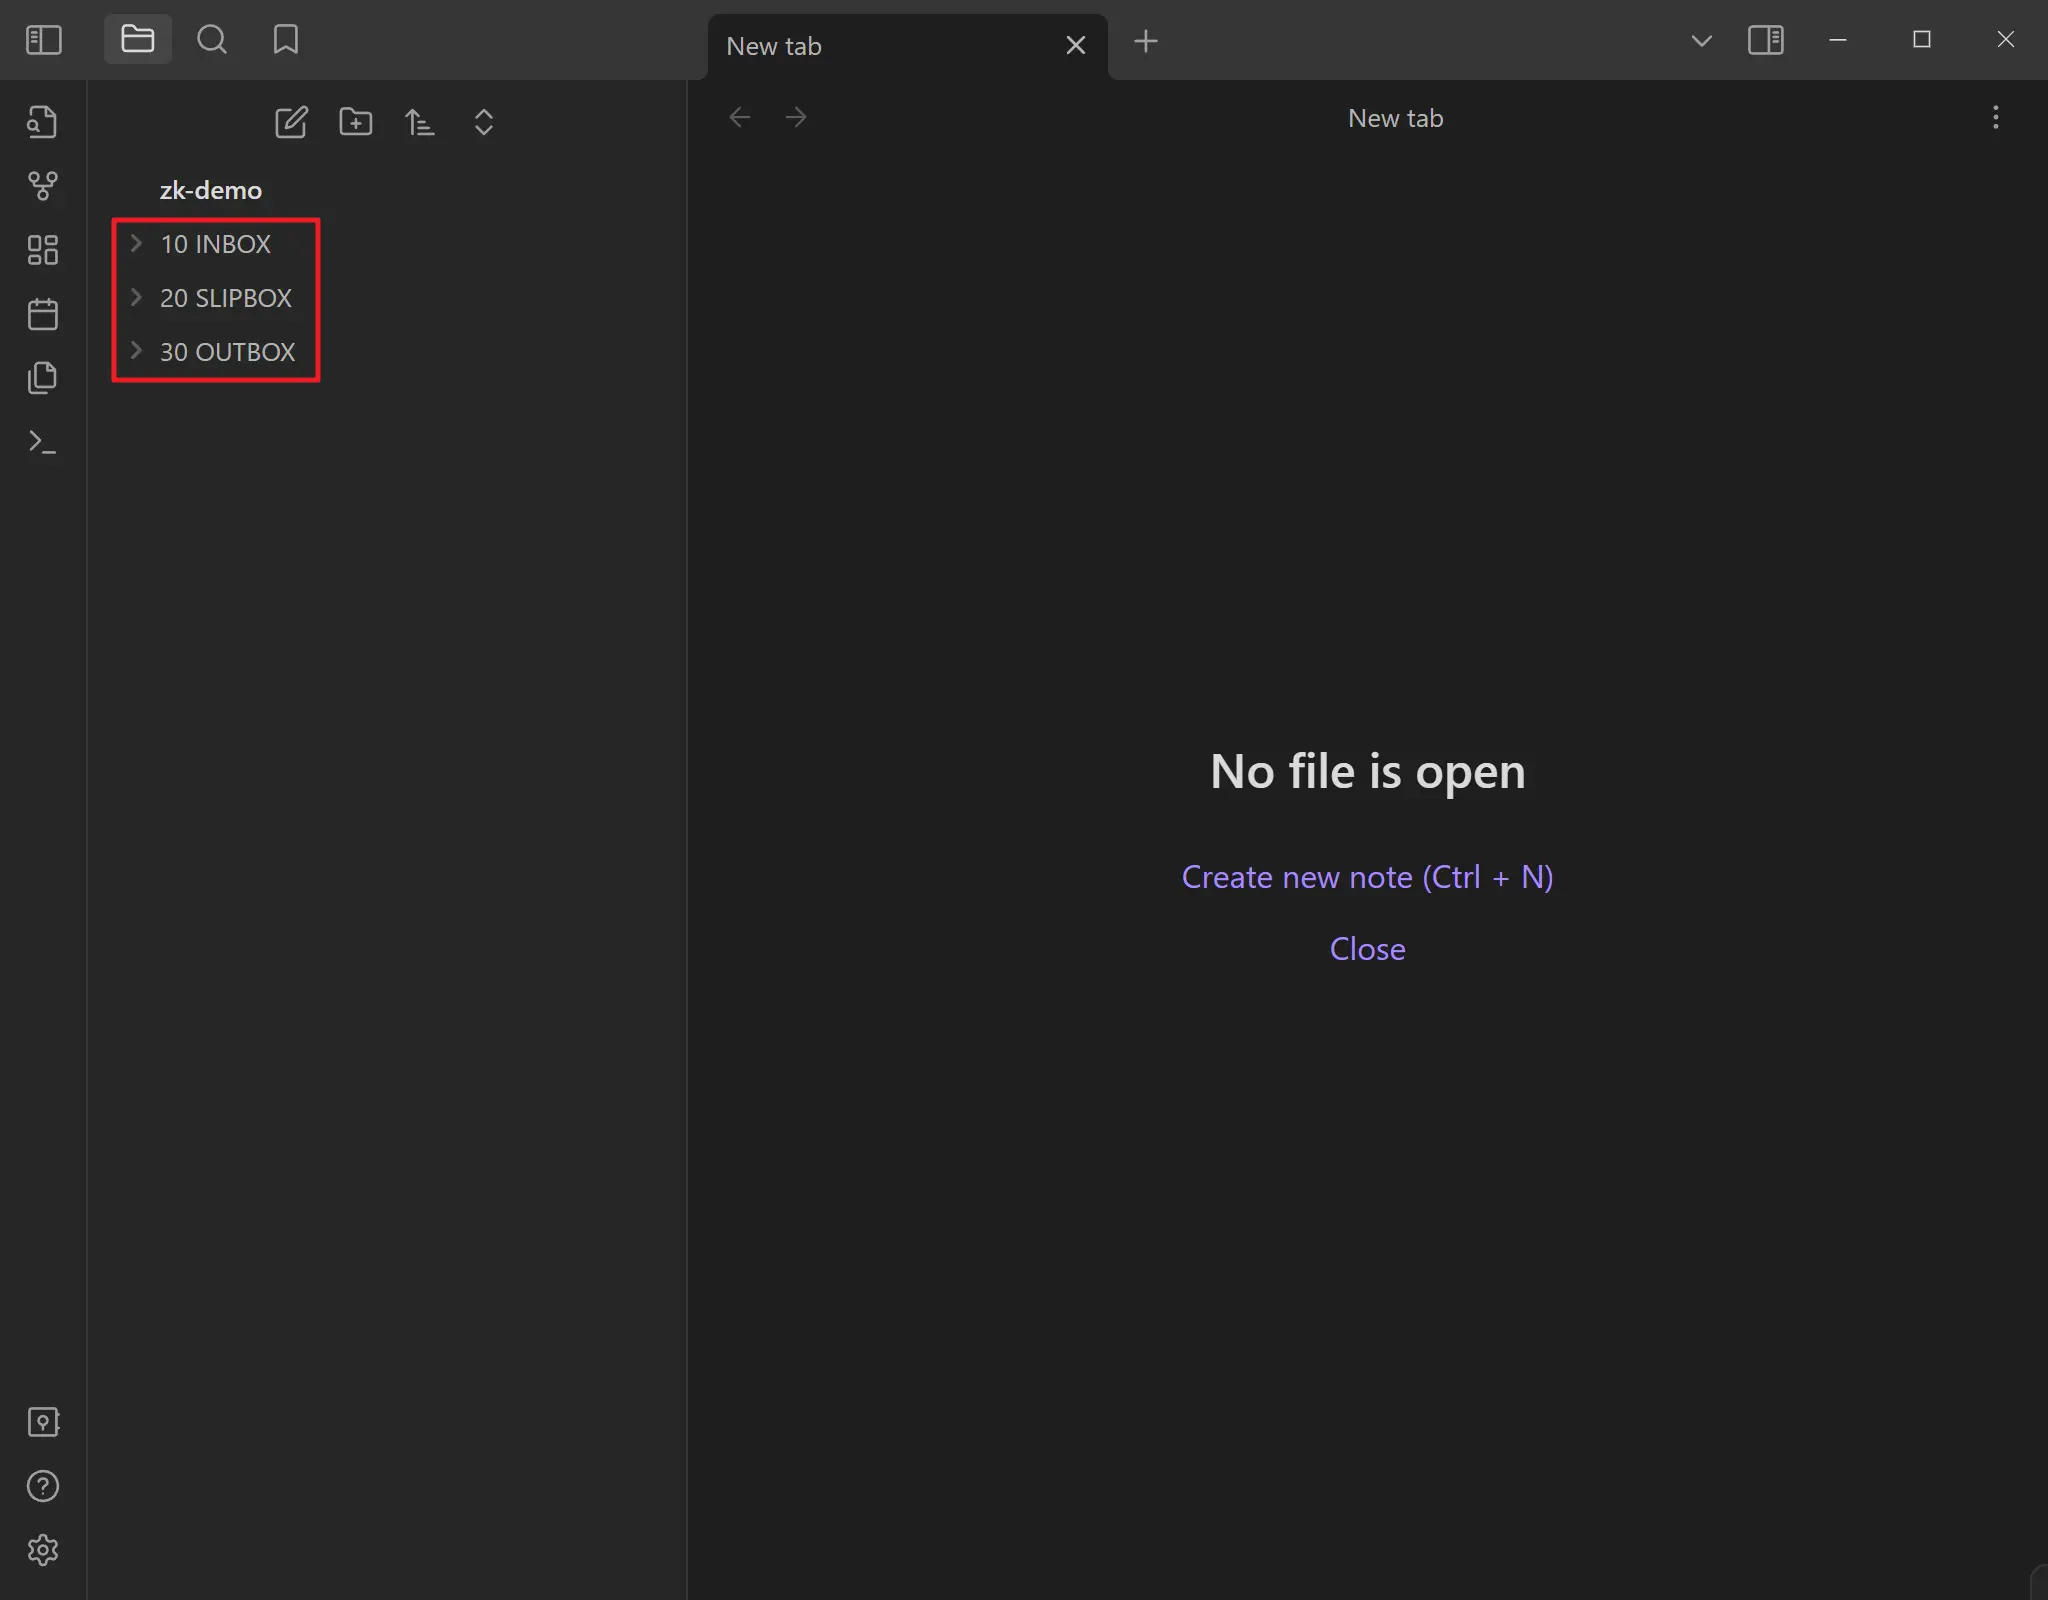 New tab
New tab
zk-demo
10 INBOX
20 SLIPBOX
30 OUTBOX
No file is open
Create new note (Ctrl + N)
Close